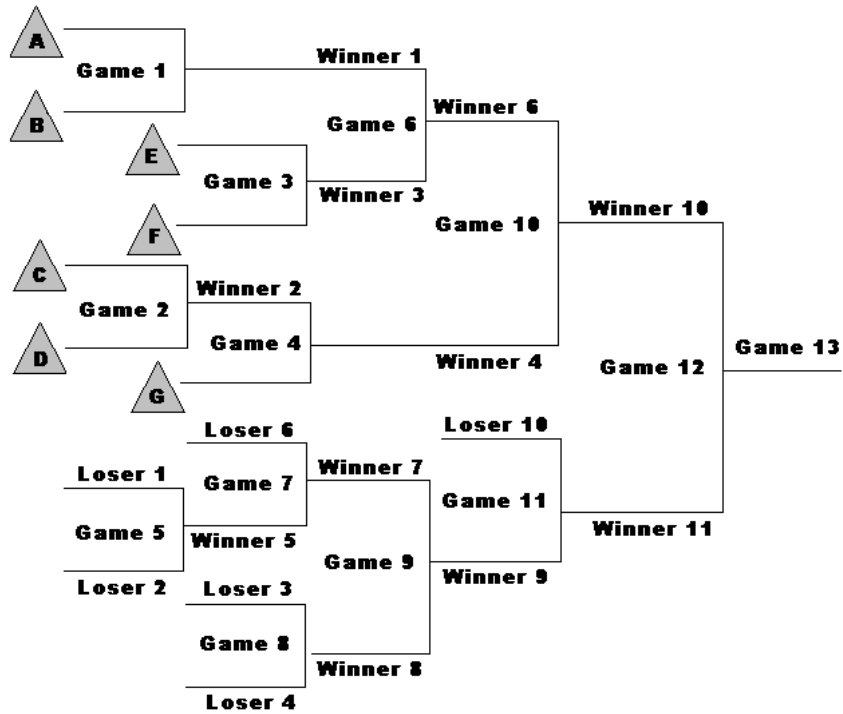 A
Game 1
Winner 1
B
Winner 6
Game 6
E
Game 3
Winner 3
F
Game 10
Winner 10
C
Winner 2
Game 2
Game 4
D
Winner 4
Game 12
Game 13
G
Loser 6
Loser 10
Loser 1
Game 7
Winner 7
Game 11
Game 5
Winner 5
Winner 11
Game 9
Loser 2
Loser 3
Winner 9
Game 8
Winner 8
Loser 4